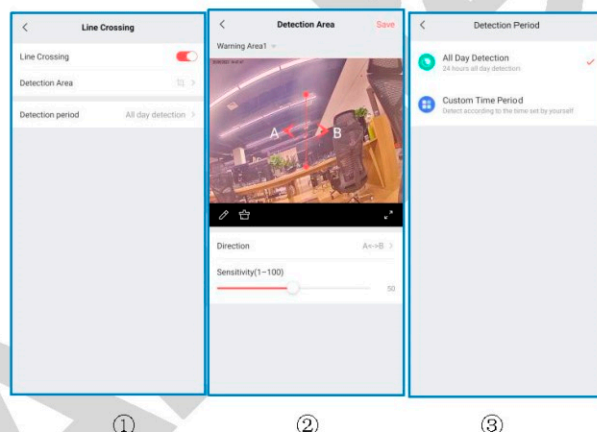 Line Crossing
Line Crossing
Detection Area
Detection period All day detection
①
Detection Area Save
Warning Area1
A B
Direction A<->B
Sensitivity(1-100)
50
②
Detection Period
All Day Detection
24 hours all day detection
Custom Time Period
Detect according to the time set by yourself
③